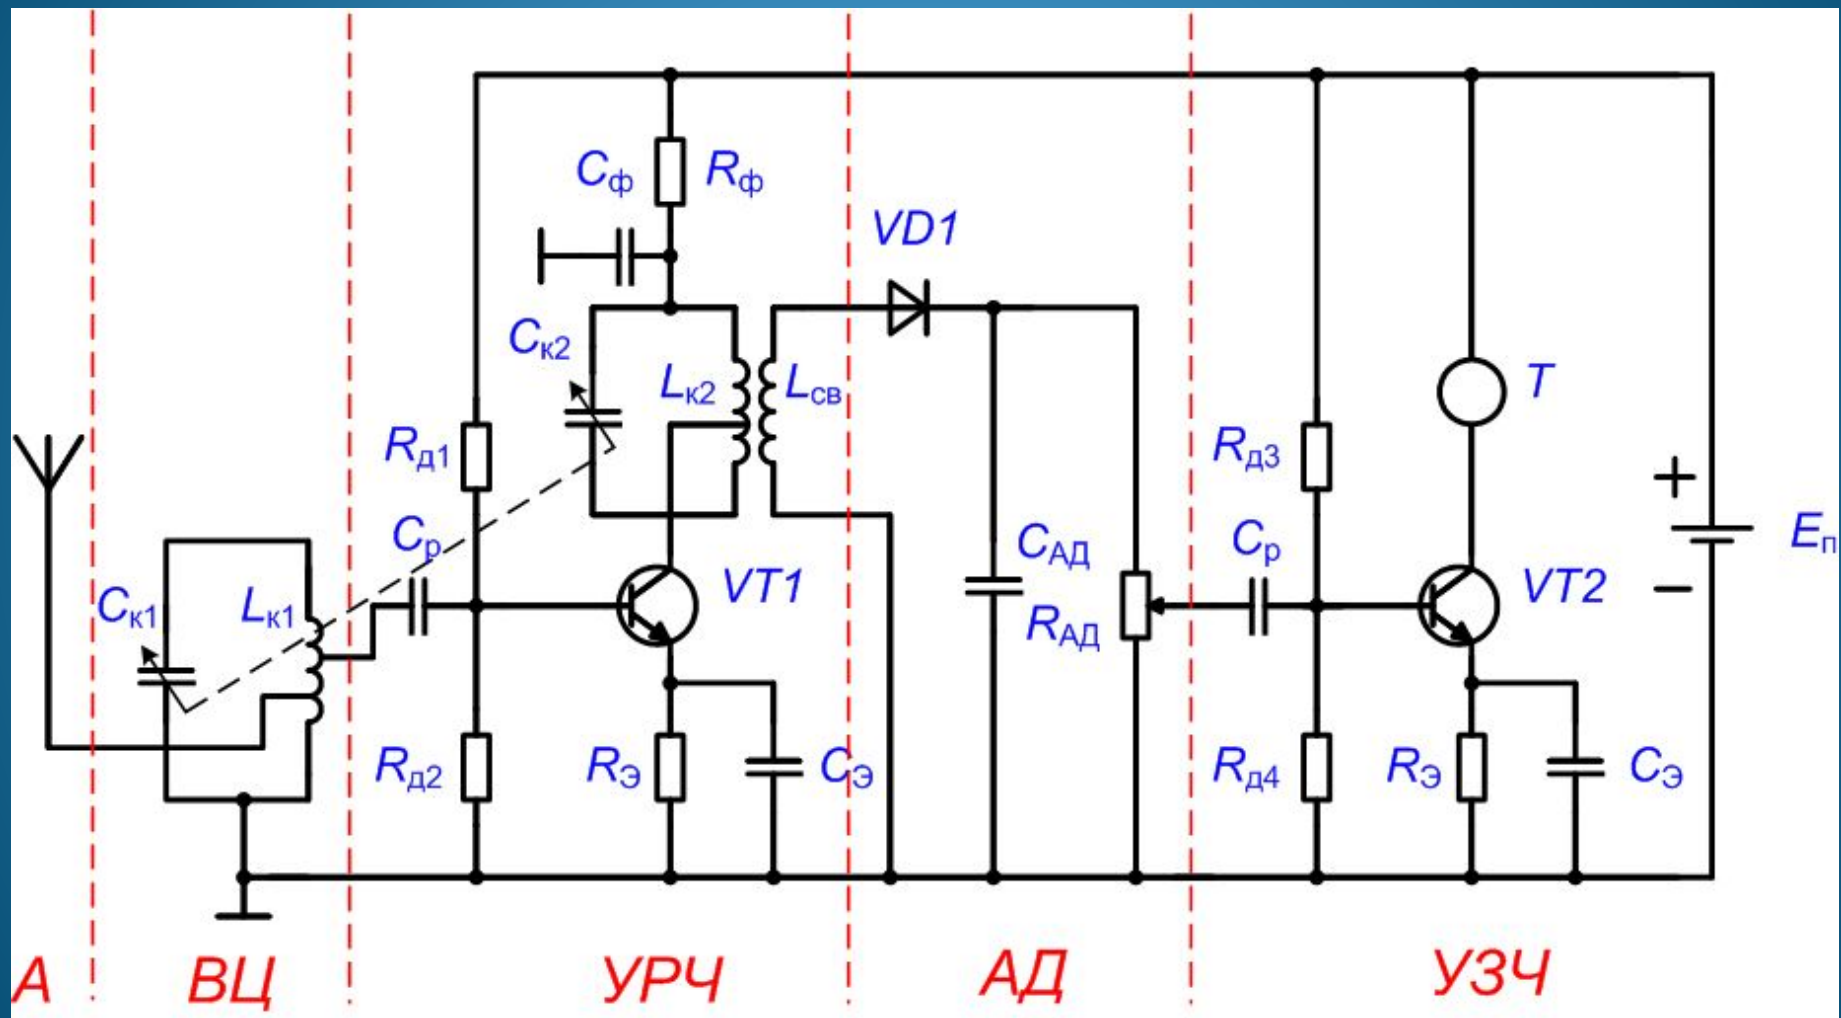 Cф Rф
VD1
Cк2
Lк2 Lсв
T
Rд1
Rд3
+
Eп
Cр
CАД
Cр
Cк1 Lк1
VT1
RАД
VT2
−
Rд2
RЭ
CЭ
Rд4
RЭ
CЭ
А ВЦ УРЧ АД УЗЧ